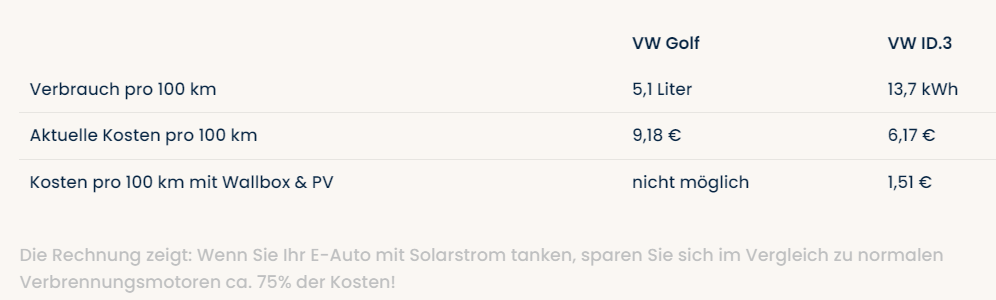 VW Golf VW ID.3
Verbrauch pro 100 km 5,1 Liter 13,7 kWh
Aktuelle Kosten pro 100 km 9,18 € 6,17 €
Kosten pro 100 km mit Wallbox & PV nicht möglich 1,51 €
Die Rechnung zeigt: Wenn Sie Ihr E-Auto mit Solarstrom tanken, sparen Sie sich im Vergleich zu normalen
Verbrennungsmotoren ca. 75% der Kosten!